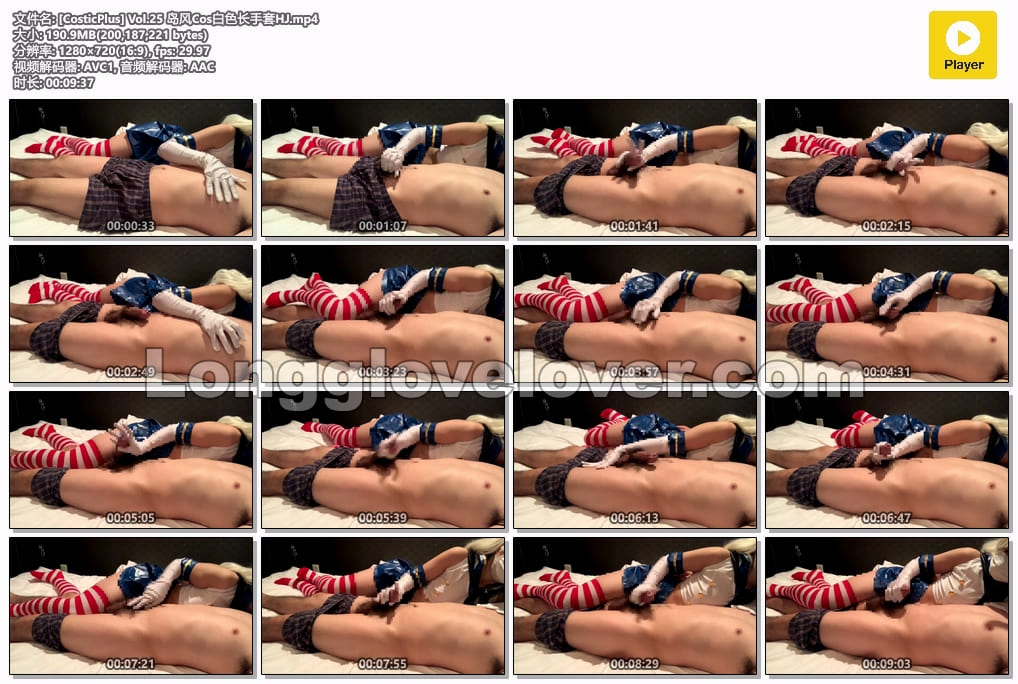 文件名: [CosticPlus] Vol.25 岛风Cos白色长手套HJ.mp4
大小: 190.9MB(200,187,221 bytes)
分辨率: 1280×720(16:9), fps: 29.97
视频解码器: AVC1, 音频解码器: AAC
时长: 00:09:37
Player
00:00:33 00:01:07 00:01:41 00:02:15
00:02:49 00:03:23 00:03:57 00:04:31
Longglovelover.com
00:05:05 00:05:39 00:06:13 00:06:47
00:07:21 00:07:55 00:08:29 00:09:03